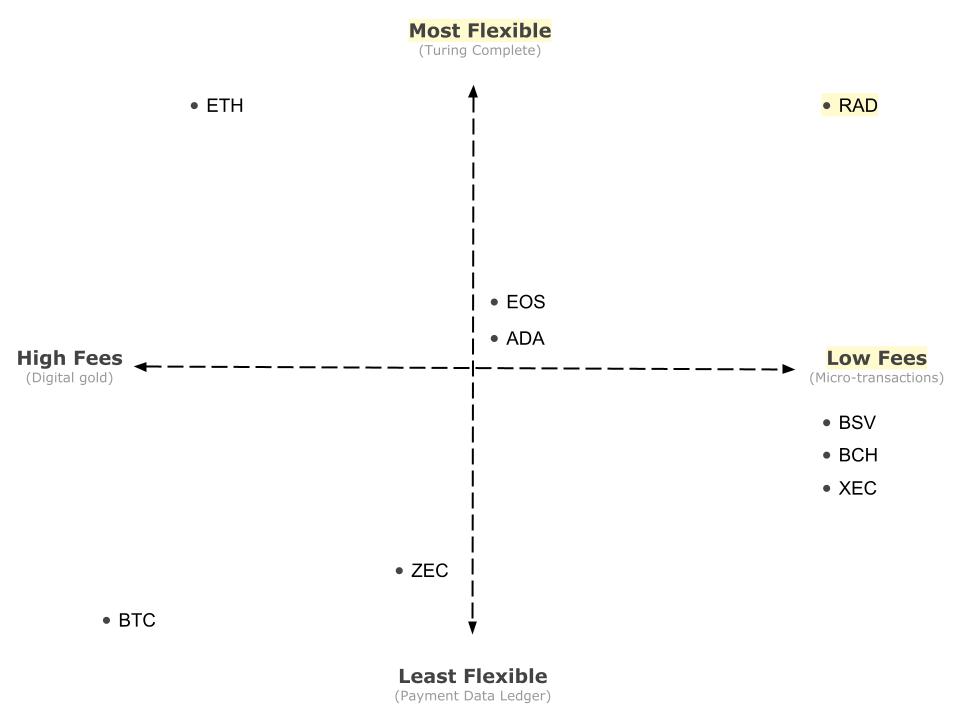 Most Flexible
(Turing Complete)
ETH
RAD
EOS
ADA
High Fees
(Digital gold)
Low Fees
(Micro-transactions)
BSV
BCH
XEC
ZEC
BTC
Least Flexible
(Payment Data Ledger)